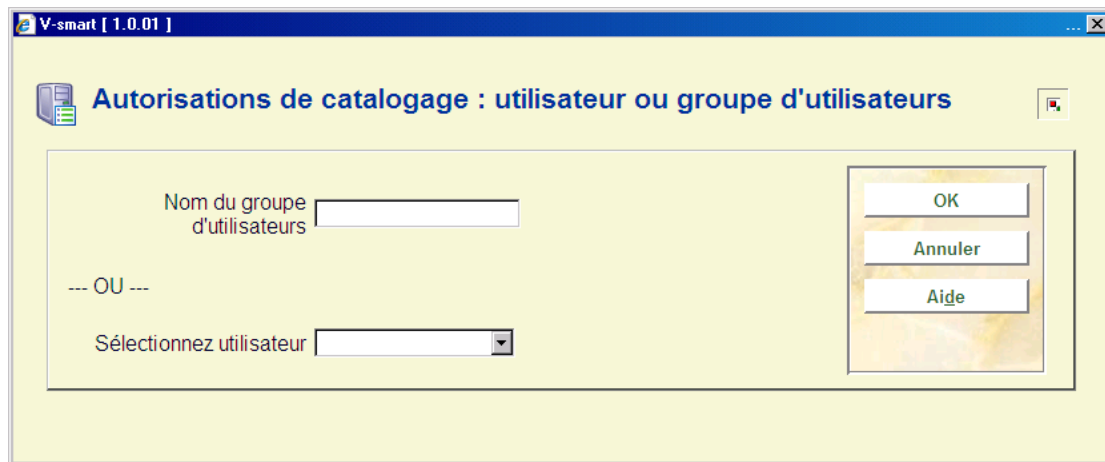 V-smart [ 1.0.01 ]
...
Autorisations de catalogage : utilisateur ou groupe d'utilisateurs
Nom du groupe
d'utilisateurs
--- OU ---
Sélectionnez utilisateur
OK
Annuler
Aide